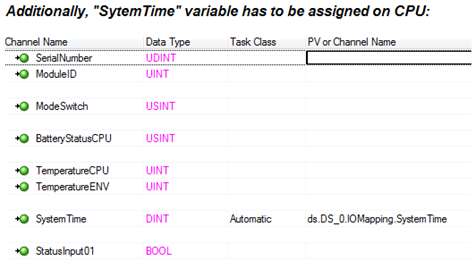 Additionally, "SytemTime" variable has to be assigned on CPU:
Channel Name Data Type Task Class PV or Channel Name
SerialNumber UDINT
ModuleID UINT
ModeSwitch USINT
BatteryStatusCPU USINT
TemperatureCPU UINT
TemperatureENV UINT
SystemTime DINT Automatic ds.DS_0.IOMapping.SystemTime
StatusInput01 BOOL